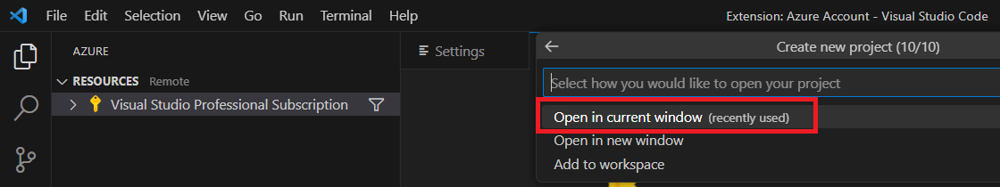 File Edit Selection View Go Run Terminal Help
Extension: Azure Account - Visual Studio Code
AZURE
RESOURCES Remote
Visual Studio Professional Subscription
Settings
Create new project (10/10)
Select how you would like to open your project
Open in current window (recently used)
Open in new window
Add to workspace